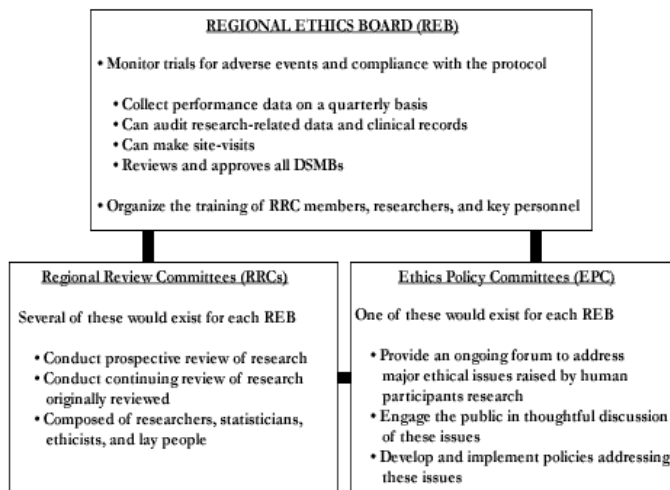 REGIONAL ETHICS BOARD (REB)
• Monitor trials for adverse events and compliance with the protocol
• Collect performance data on a quarterly basis
• Can audit research-related data and clinical records
• Can make site-visits
• Reviews and approves all DSMBs
• Organize the training of RRC members, researchers, and key personnel
Regional Review Committees (RRCs)
Several of these would exist for each REB
• Conduct prospective review of research
• Conduct continuing review of research
originally reviewed
• Composed of researchers, statisticians,
ethicists, and lay people
Ethics Policy Committees (EPC)
One of these would exist for each REB
• Provide an ongoing forum to address
major ethical issues raised by human
participants research
• Engage the public in thoughtful discussion
of these issues
• Develop and implement policies addressing
these issues